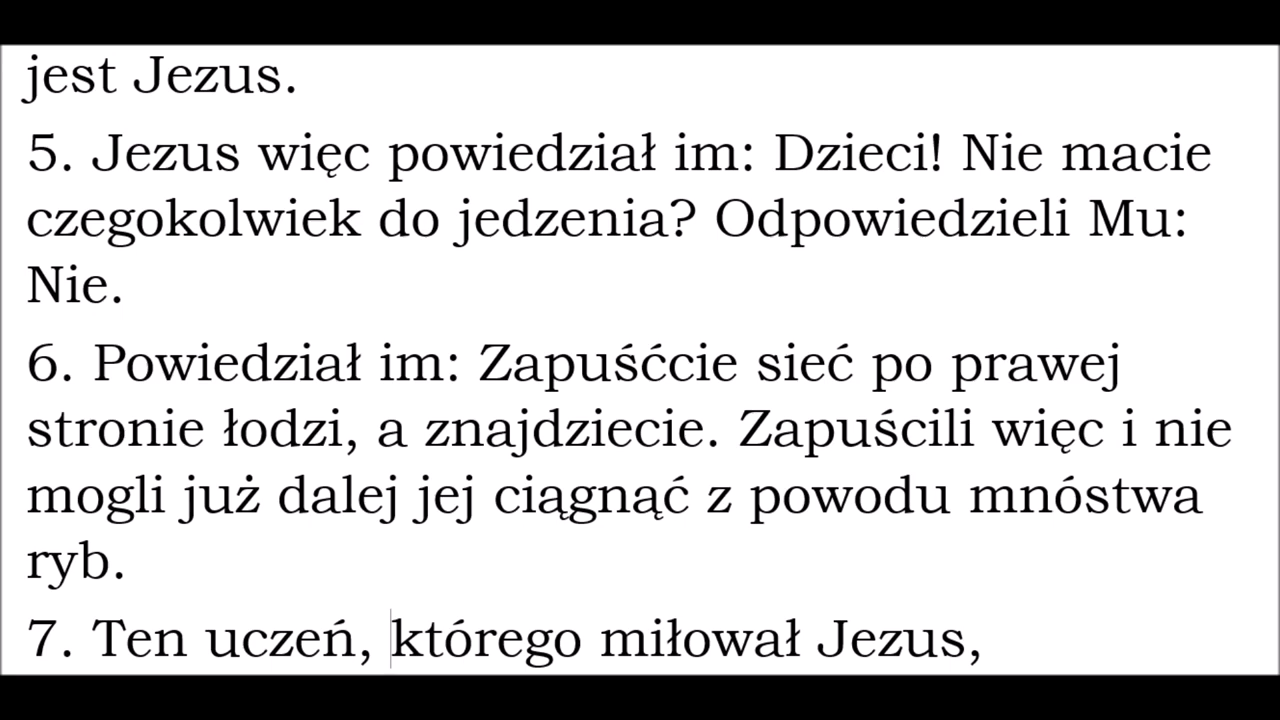 jest Jezus.
5. Jezus więc powiedział im: Dzieci! Nie macie
czegokolwiek do jedzenia? Odpowiedzieli Mu:
Nie.
6. Powiedział im: Zapuśćcie sieć po prawej
stronie łodzi, a znajdziecie. Zapuścili więc i nie
mogli już dalej jej ciągnąć z powodu mnóstwa
ryb.
7. Ten uczeń, którego miłował Jezus,